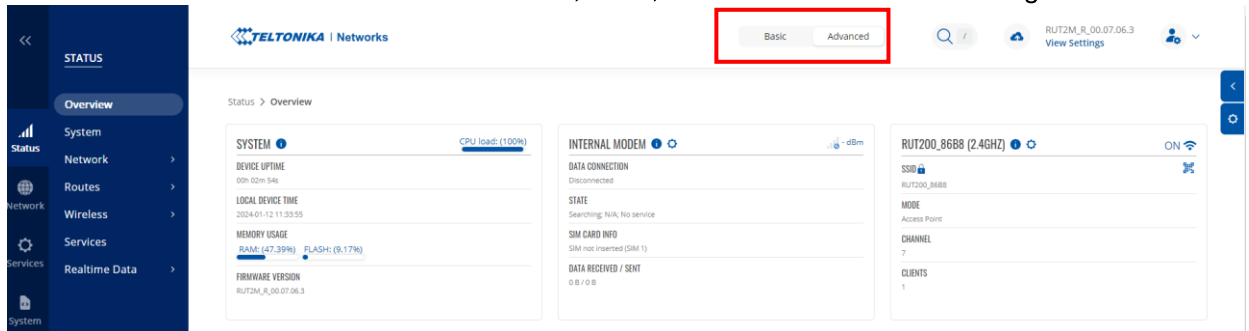 STATUS
TELTONIKA | Networks
Basic Advanced
/
RUT2M_R_00.07.06.3
View Settings
Overview
System
Network
Routes
Wireless
Services
Realtime Data
Status
Network
Services
System
Status > Overview
SYSTEM
CPU load: (100%)
DEVICE UPTIME
00h 02m 54s
LOCAL DEVICE TIME
2024-01-12 11:33:55
MEMORY USAGE
RAM: (47.39%) FLASH: (9.17%)
FIRMWARE VERSION
RUT2M_R_00.07.06.3
INTERNAL MODEM
- dBm
DATA CONNECTION
Disconnected
STATE
Searching; N/A; No service
SIM CARD INFO
SIM not inserted (SIM 1)
DATA RECEIVED / SENT
0 B / 0 B
RUT200_86B8 (2.4GHZ)
ON
SSID
RUT200_86B8
MODE
Access Point
CHANNEL
7
CLIENTS
1